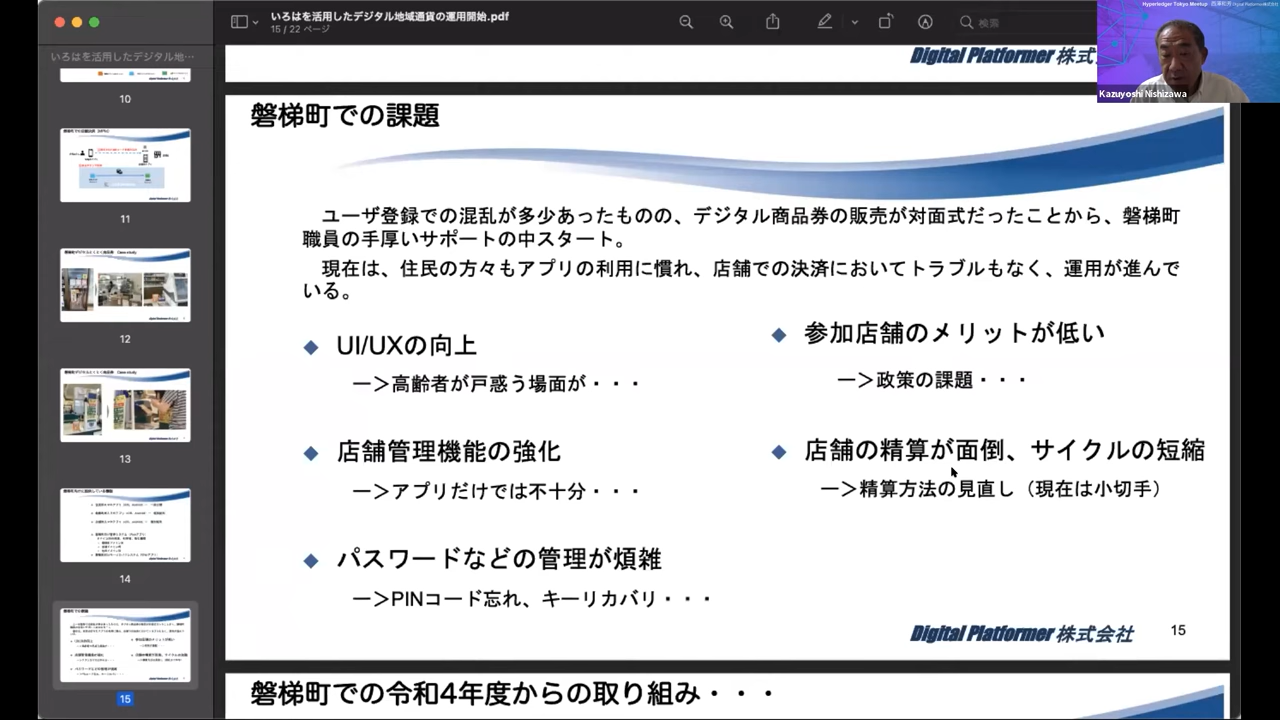 いろはを活用したデジタル地域通貨の運用開始.pdf
15 / 22 ページ
検索
いろはを活用したデジタル地…
10
11
12
13
14
15
Hyperledger Tokyo Meetup
Kazuyoshi Nishizawa
Digital Platformer 株式会
磐梯町での課題
ユーザ登録での混乱が多少あったものの、デジタル商品券の販売が対面式だったことから、磐梯町
職員の手厚いサポートの中スタート。
現在は、住民の方々もアプリの利用に慣れ、店舗での決済においてトラブルもなく、運用が進んで
いる。
◆ UI/UXの向上
ー＞高齢者が戸惑う場面が・・・
◆ 店舗管理機能の強化
ー＞アプリだけでは不十分・・・
◆ パスワードなどの管理が煩雑
ー＞PINコード忘れ、キーリカバリ・・・
◆ 参加店舗のメリットが低い
ー＞政策の課題・・・
◆ 店舗の精算が面倒、サイクルの短縮
ー＞精算方法の見直し（現在は小切手）
Digital Platformer 株式会社
15
磐梯町での令和4年度からの取り組み・・・